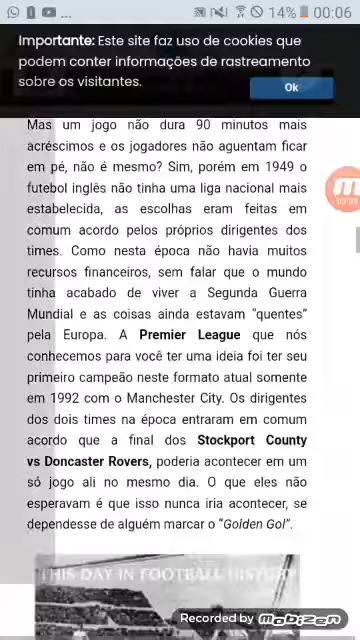 14% 00:06
Importante: Este site faz uso de cookies que
podem conter informações de rastreamento
sobre os visitantes.
Ok
Mas um jogo não dura 90 minutos mais
acréscimos e os jogadores não aguentam ficar
em pé, não é mesmo? Sim, porém em 1949 o
futebol inglês não tinha uma liga nacional mais
estabelecida, as escolhas eram feitas em
comum acordo pelos próprios dirigentes dos
times. Como nesta época não havia muitos
recursos financeiros, sem falar que o mundo
tinha acabado de viver a Segunda Guerra
Mundial e as coisas ainda estavam “quentes”
pela Europa. A Premier League que nós
conhecemos para você ter uma ideia foi ter seu
primeiro campeão neste formato atual somente
em 1992 com o Manchester City. Os dirigentes
dos dois times na época entraram em comum
acordo que a final dos Stockport County
vs Doncaster Rovers, poderia acontecer em um
só jogo ali no mesmo dia. O que eles não
esperavam é que isso nunca iria acontecer, se
dependesse de alguém marcar o “Golden Gol”.
THIS DAY IN FOOTBALL HISTORY
Recorded by mobizen